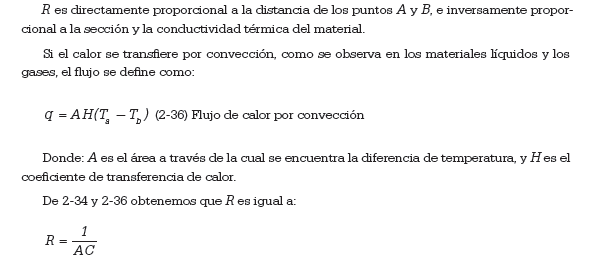 R es directamente proporcional a la distancia de los puntos A y B, e inversamente propor-
cional a la sección y la conductividad térmica del material.
Si el calor se transfiere por convección, como se observa en los materiales líquidos y los
gases, el flujo se define como:
q = AH(Ta − Tb) (2-36) Flujo de calor por convección
Donde: A es el área a través de la cual se encuentra la diferencia de temperatura, y H es el
coeficiente de transferencia de calor.
De 2-34 y 2-36 obtenemos que R es igual a:
R = 1/AC